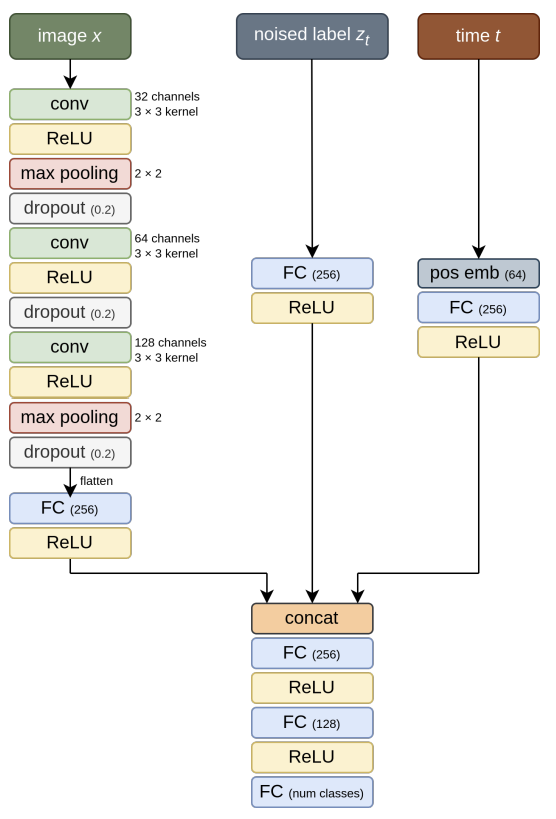 image x
noised label z_t
time t
conv
32 channels
3 × 3 kernel
ReLU
max pooling
2 × 2
dropout (0.2)
conv
64 channels
3 × 3 kernel
ReLU
dropout (0.2)
conv
128 channels
3 × 3 kernel
ReLU
max pooling
2 × 2
dropout (0.2)
flatten
FC (256)
ReLU
FC (256)
ReLU
pos emb (64)
FC (256)
ReLU
concat
FC (256)
ReLU
FC (128)
ReLU
FC (num classes)